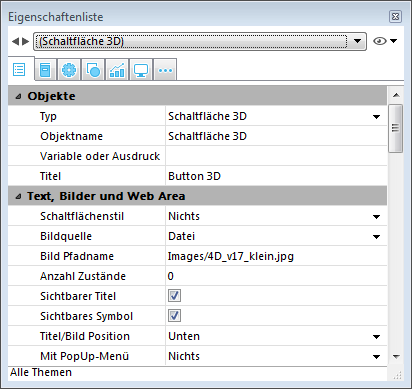 Eigenschaftenliste
(Schaltfläche 3D)
Objekte
Typ Schaltfläche 3D
Objektname Schaltfläche 3D
Variable oder Ausdruck
Titel Button 3D
Text, Bilder und Web Area
Schaltflächenstil Nichts
Bildquelle Datei
Bild Pfadname Images/4D_v17_klein.jpg
Anzahl Zustände 0
Sichtbarer Titel
Sichtbares Symbol
Titel/Bild Position Unten
Mit PopUp-Menü Nichts
Alle Themen